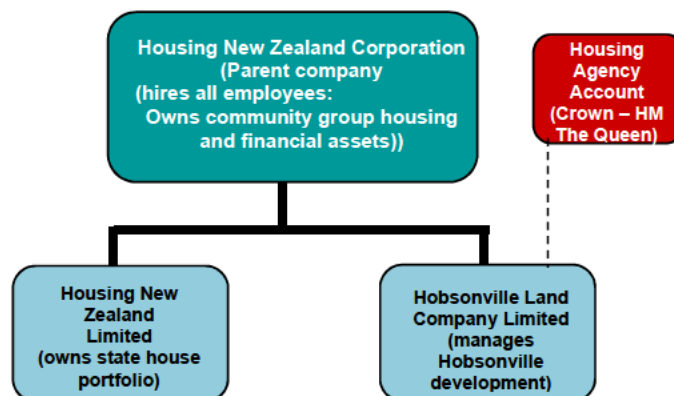 Housing New Zealand Corporation
(Parent company
(hires all employees:
Owns community group housing
and financial assets))
Housing
Agency
Account
(Crown – HM
The Queen)
Housing New
Zealand
Limited
(owns state house
portfolio)
Hobsonville Land
Company Limited
(manages
Hobsonville
development)